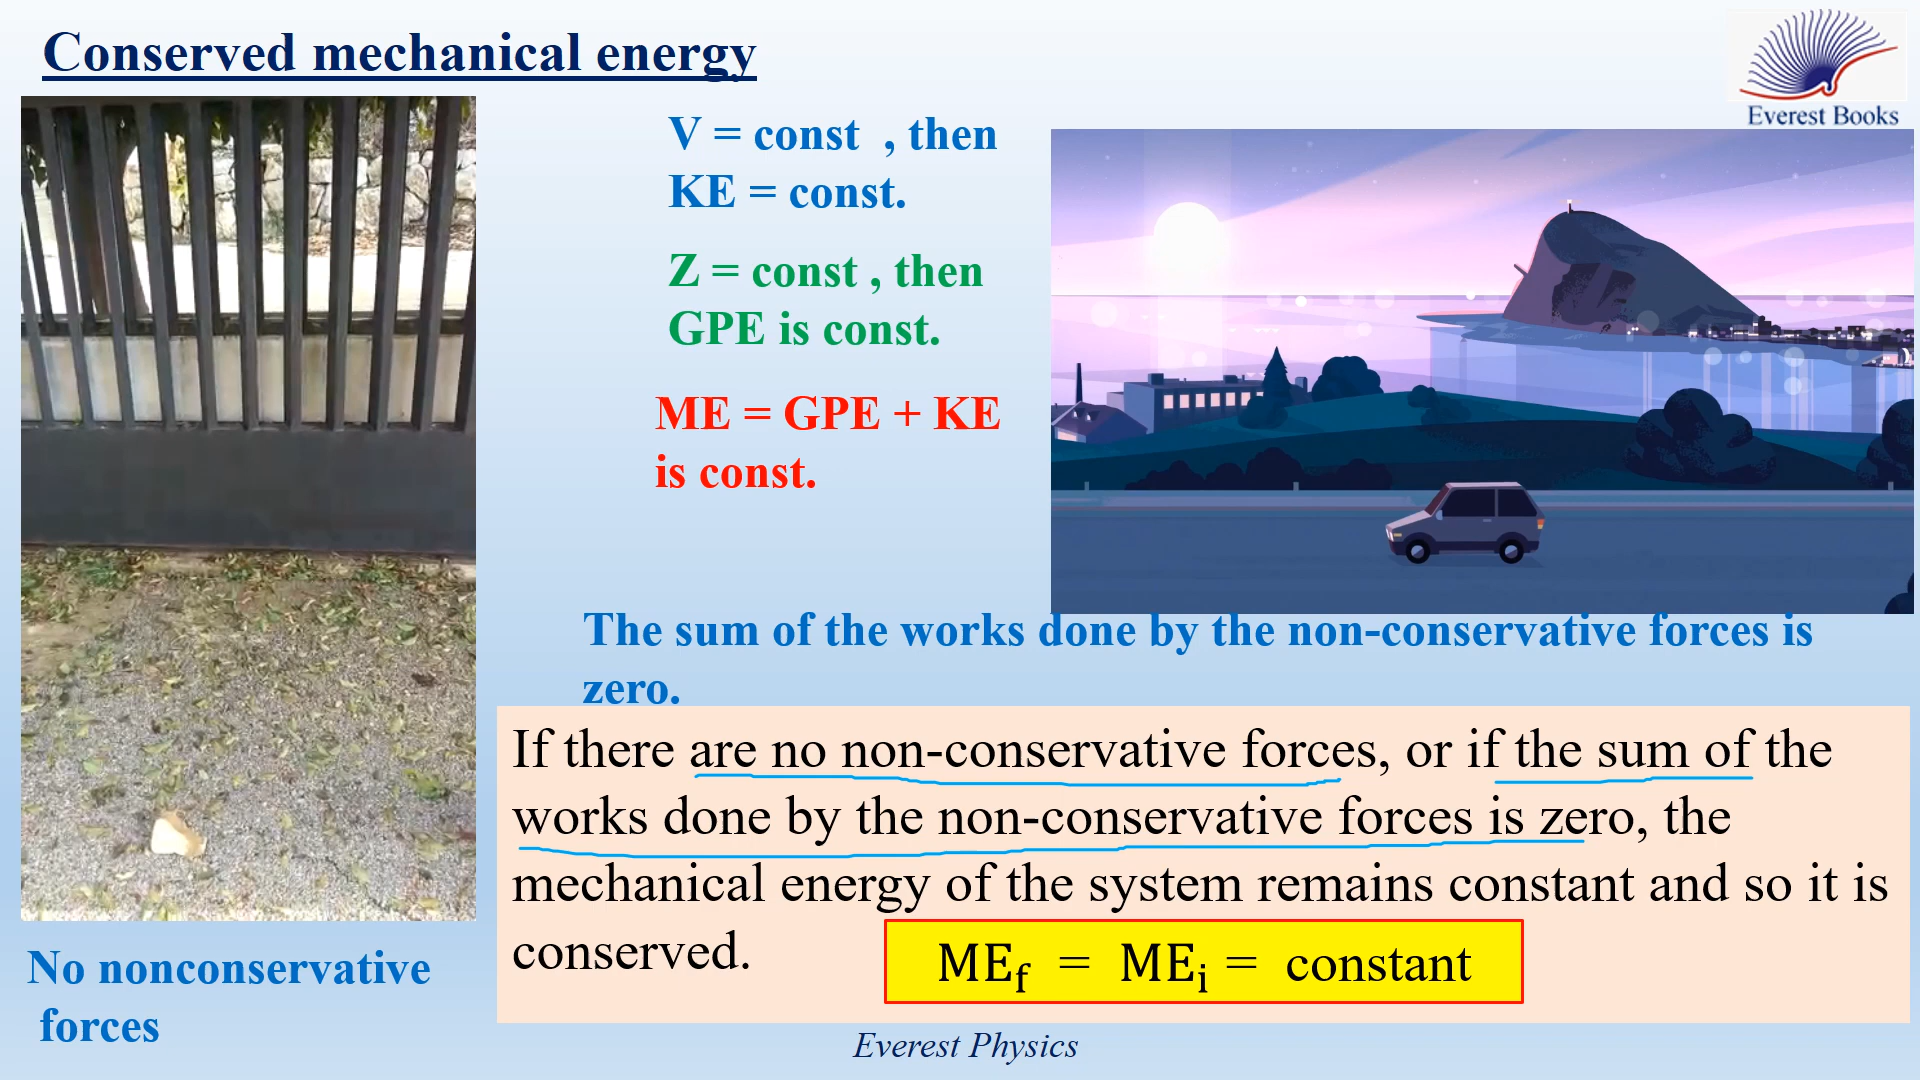 Conserved mechanical energy
Everest Books
V = const , then
KE = const.
Z = const , then
GPE is const.
ME = GPE + KE
is const.
The sum of the works done by the non-conservative forces is
zero.
If there are no non-conservative forces, or if the sum of the
works done by the non-conservative forces is zero, the
mechanical energy of the system remains constant and so it is
conserved.
ME_f = ME_i = constant
No nonconservative
forces
Everest Physics